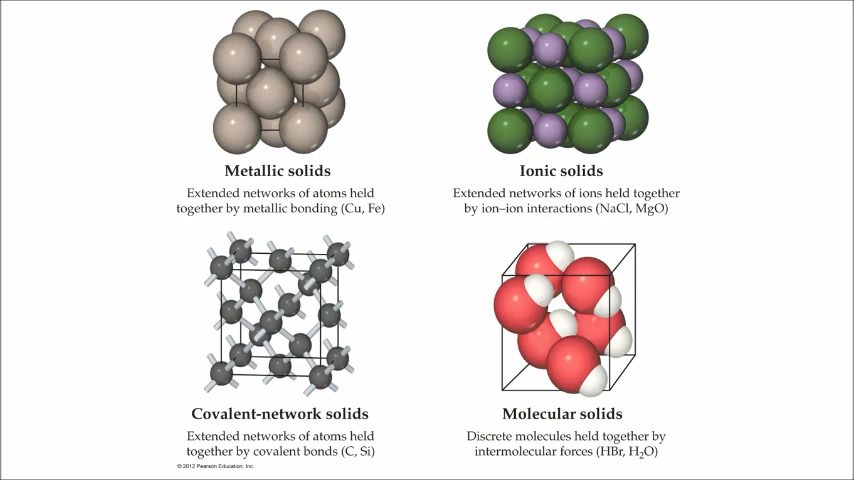 Metallic solids
Extended networks of atoms held
together by metallic bonding (Cu, Fe)
Ionic solids
Extended networks of ions held together
by ion–ion interactions (NaCl, MgO)
Covalent-network solids
Extended networks of atoms held
together by covalent bonds (C, Si)
Molecular solids
Discrete molecules held together by
intermolecular forces (HBr, H₂O)
© 2012 Pearson Education, Inc.